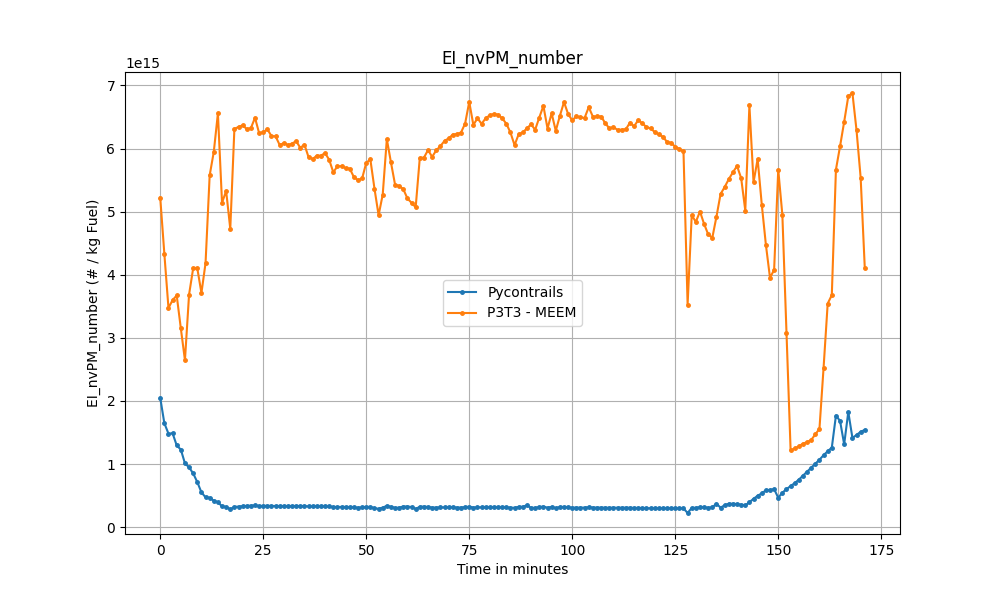 EI_nvPM_number
1e15
7
6
5
4
3
2
1
0
EI_nvPM_number (# / kg Fuel)
Pycontrails
P3T3 - MEEM
0 25 50 75 100 125 150 175
Time in minutes